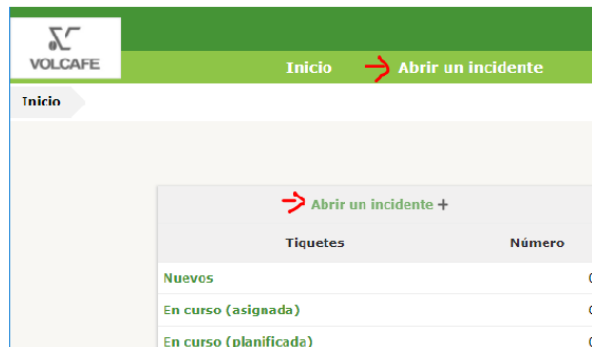 VOLCAFE
Inicio Abrir un incidente
Inicio
Abrir un incidente +
Tiquetes Número
Nuevos
En curso (asignada)
En curso (planificada)